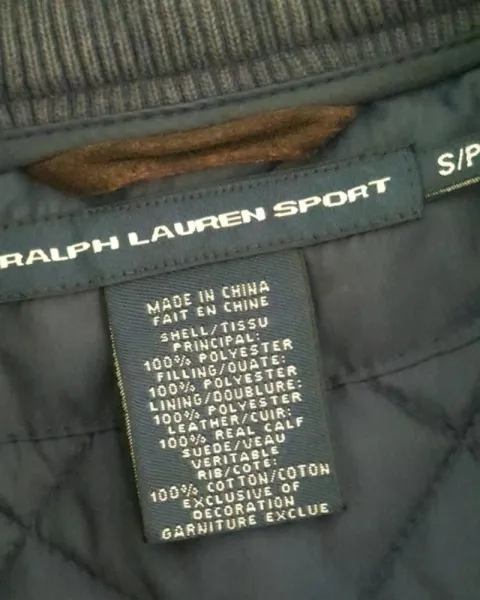 RALPH LAUREN SPORT
S/P
MADE IN CHINA
FAIT EN CHINE
SHELL/TISSU
PRINCIPAL:
100% POLYESTER
FILLING/OUATE:
100% POLYESTER
LINING/DOUBLURE:
100% POLYESTER
LEATHER/CUIR:
100% REAL CALF
SUEDE/VEAU
VERITABLE
RIB/COTE:
100% COTTON/COTON
EXCLUSIVE OF
DECORATION
GARNITURE EXCLUE